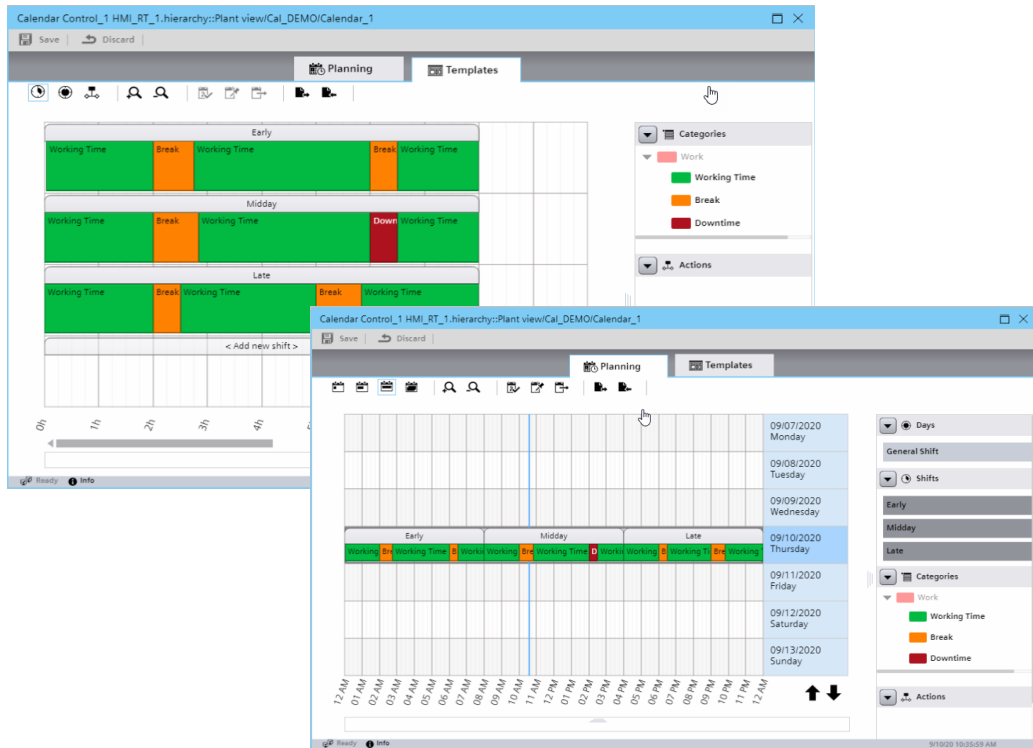 Calendar Control_1 HMI_RT_1.hierarchy::Plant view/Cal_DEMO/Calendar_1
Save Discard
Planning Templates
Early
Working Time Break Working Time Break Working Time
Midday
Working Time Break Working Time Down Working Time
Late
Working Time Break Working Time Break Working Time
< Add new shift >
0h 1h 2h 3h 4h
Ready Info
Categories
Work
Working Time
Break
Downtime
Actions
Calendar Control_1 HMI_RT_1.hierarchy::Plant view/Cal_DEMO/Calendar_1
Save Discard
Planning Templates
09/07/2020
Monday
09/08/2020
Tuesday
09/09/2020
Wednesday
Early Midday Late
Working Bre Working Time B Worki Working Bre Working Time D Worki Working B Working Ti Bre Working
09/10/2020
Thursday
09/11/2020
Friday
09/12/2020
Saturday
09/13/2020
Sunday
12 AM 01 AM 02 AM 03 AM 04 AM 05 AM 06 AM 07 AM 08 AM 09 AM 10 AM 11 AM 12 PM 01 PM 02 PM 03 PM 04 PM 05 PM 06 PM 07 PM 08 PM 09 PM 10 PM 11 PM 12 AM
Days
General Shift
Shifts
Early
Midday
Late
Categories
Work
Working Time
Break
Downtime
Actions
Ready Info
9/10/20 10:35:59 AM